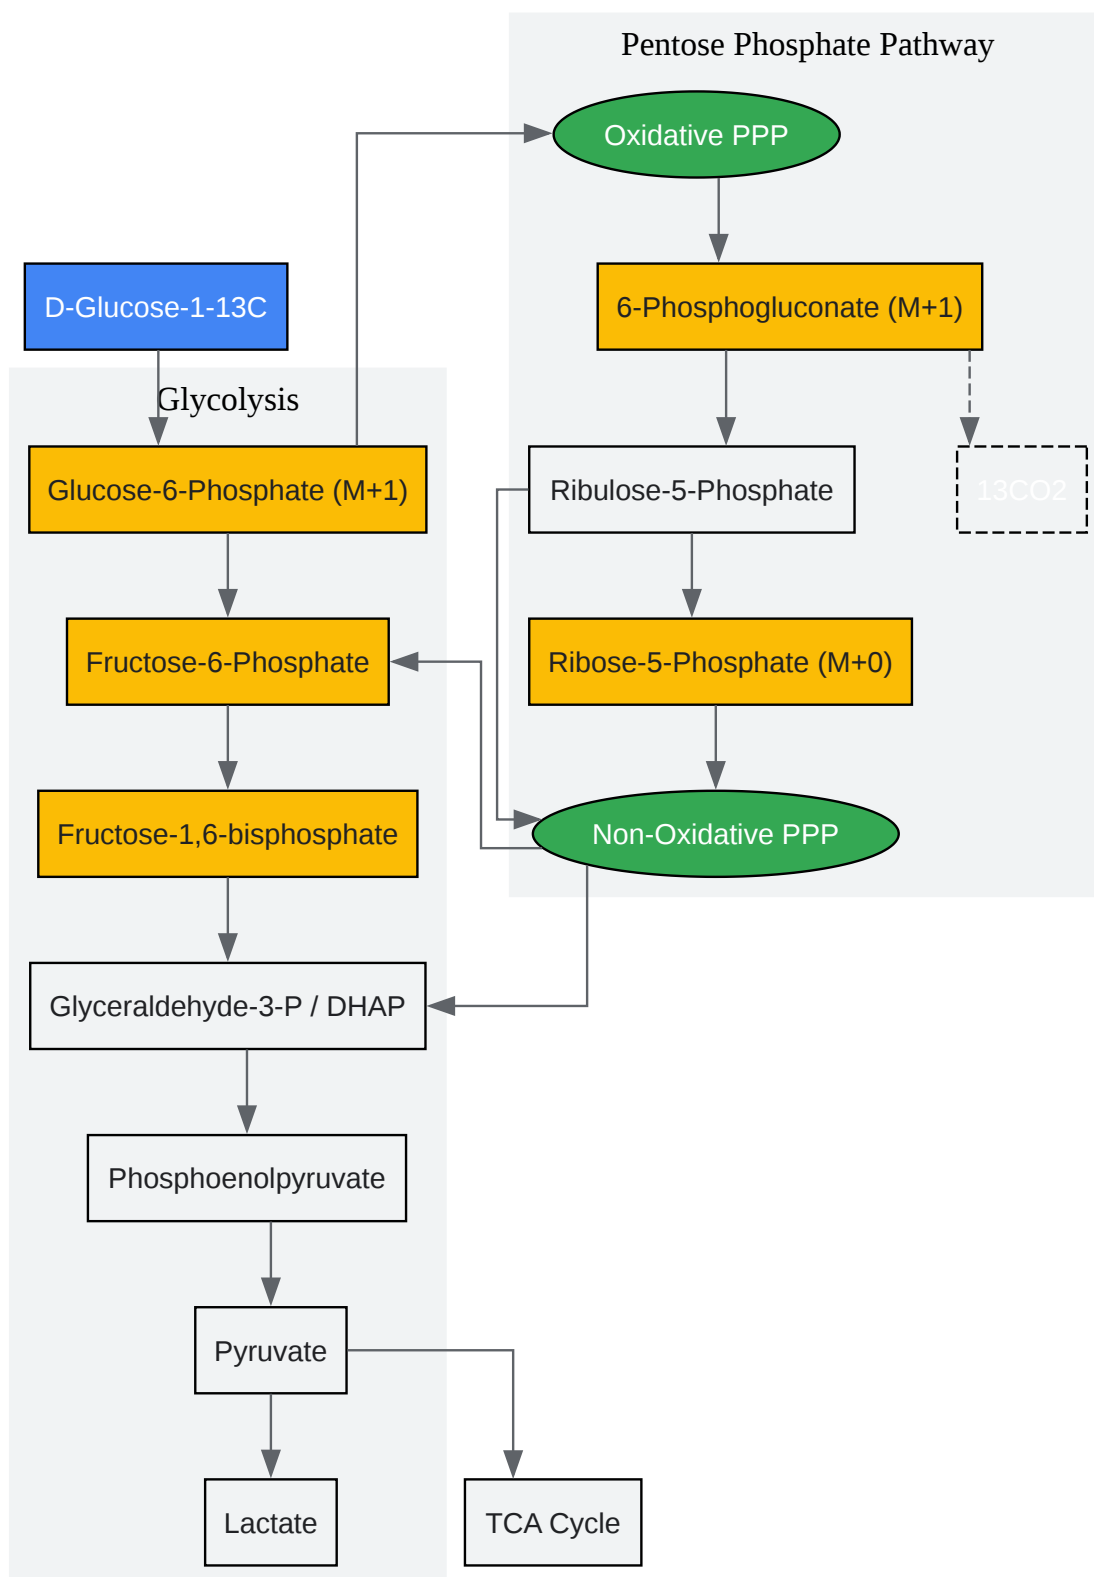 Pentose Phosphate Pathway
Oxidative PPP
D-Glucose-1-13C
6-Phosphogluconate (M+1)
Glycolysis
Glucose-6-Phosphate (M+1)
Ribulose-5-Phosphate
13CO2
Fructose-6-Phosphate
Ribose-5-Phosphate (M+0)
Fructose-1,6-bisphosphate
Non-Oxidative PPP
Glyceraldehyde-3-P / DHAP
Phosphoenolpyruvate
Pyruvate
Lactate
TCA Cycle